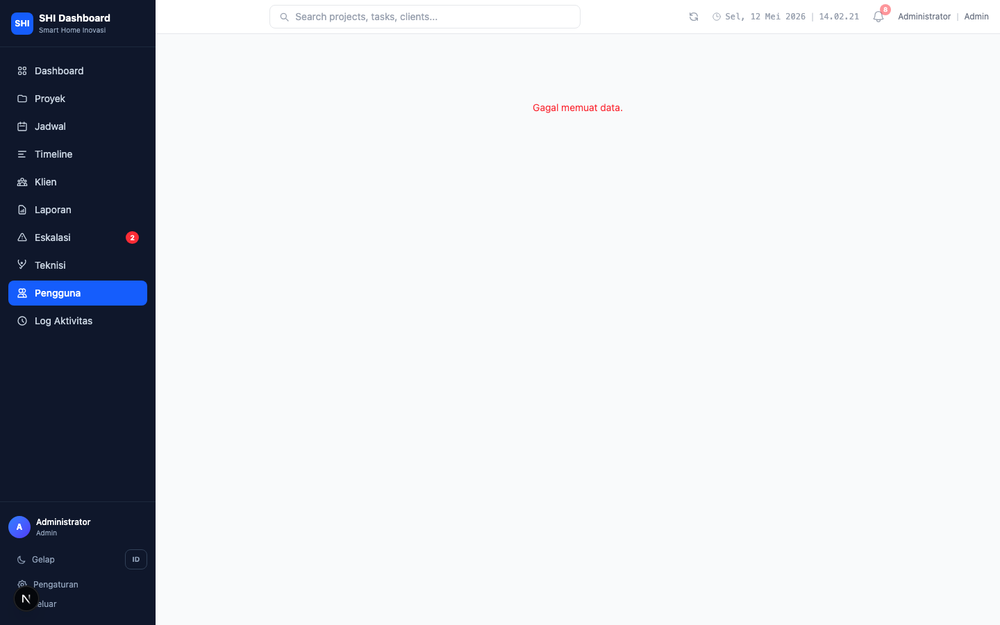 SHI
SHI Dashboard
Smart Home Inovasi
Search projects, tasks, clients...
Sel, 12 Mei 2026 | 14.02.21
8
Administrator | Admin
Dashboard
Proyek
Jadwal
Timeline
Klien
Laporan
Eskalasi
2
Teknisi
Pengguna
Log Aktivitas
Gagal memuat data.
A
Administrator
Admin
Gelap
ID
Pengaturan
N
eluar